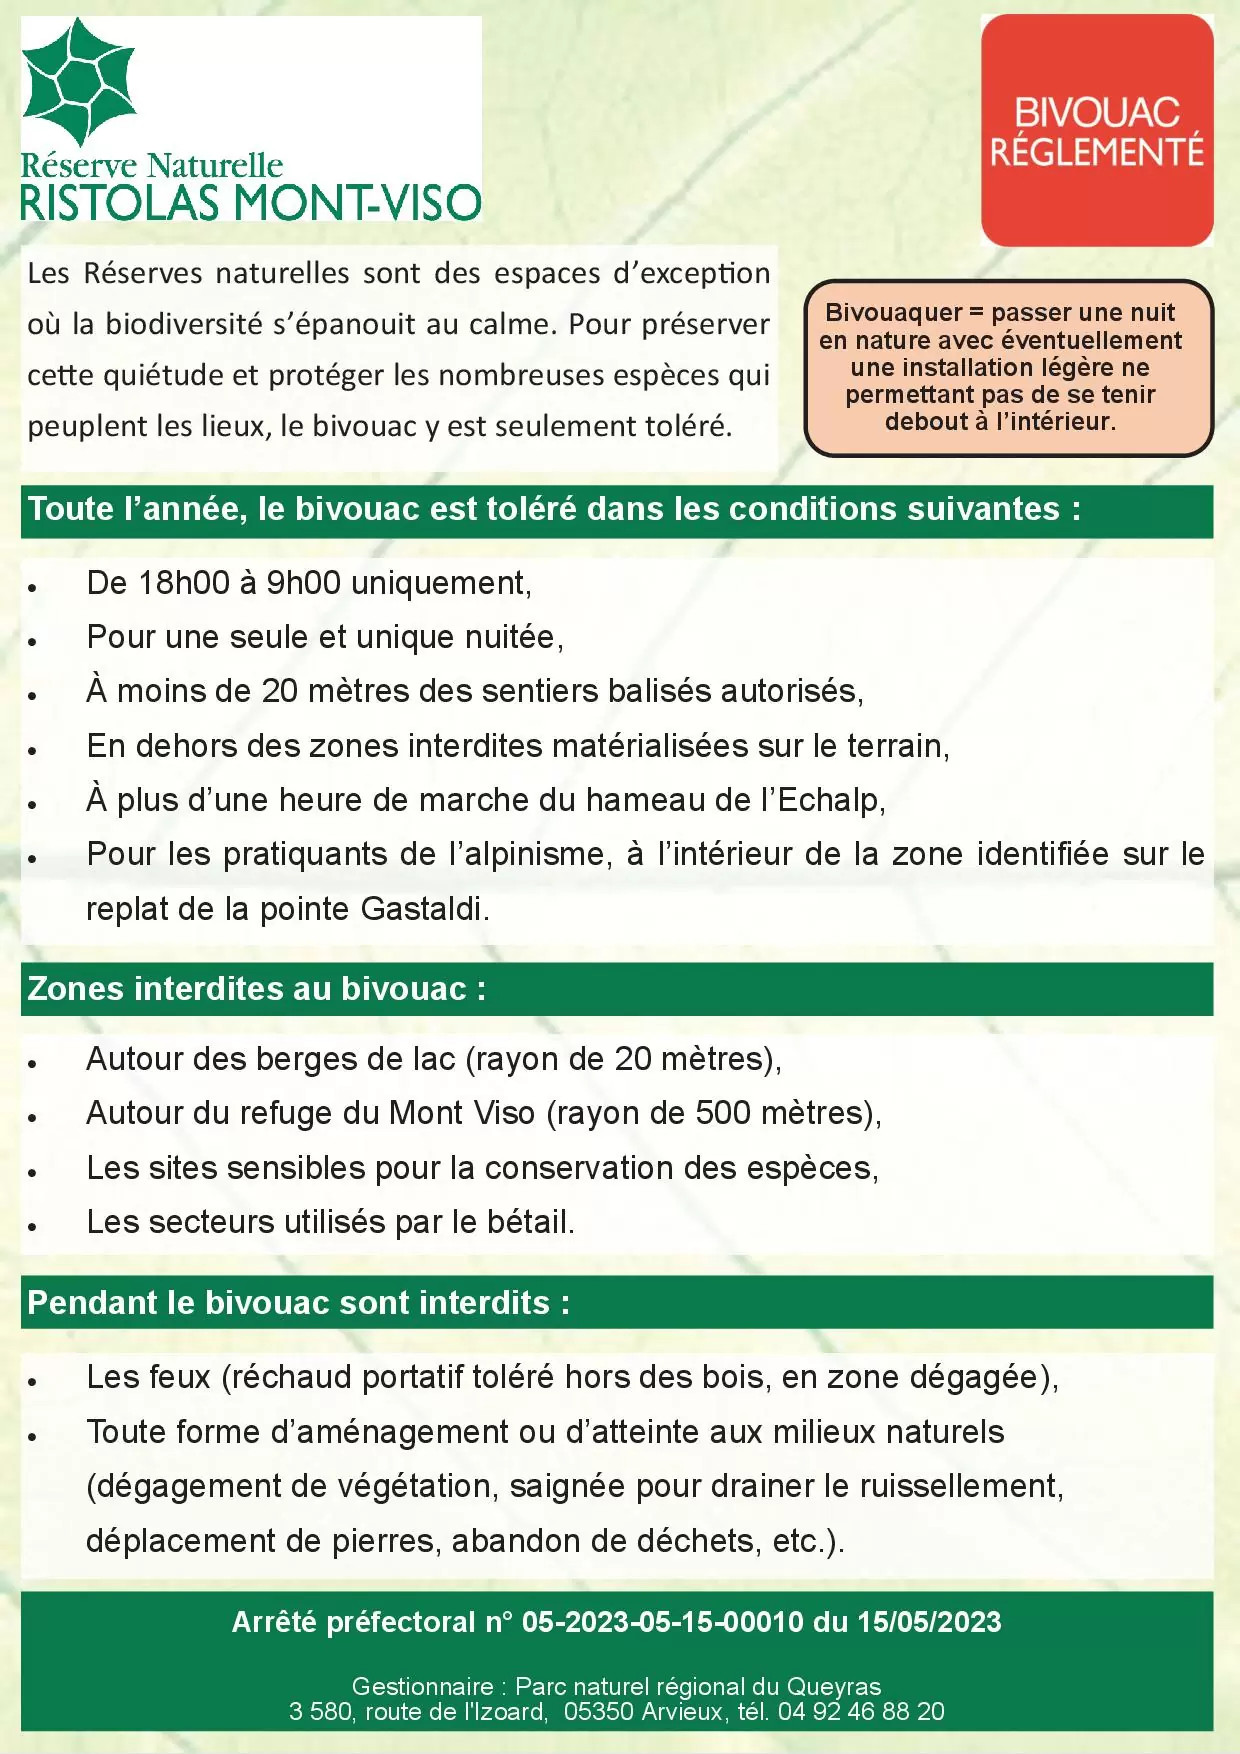 Réserve Naturelle
RISTOLAS MONT-VISO
BIVOUAC
RÉGLEMENTÉ
Les Réserves naturelles sont des espaces d’exception
où la biodiversité s’épanouit au calme. Pour préserver
cette quiétude et protéger les nombreuses espèces qui
peuplent les lieux, le bivouac y est seulement toléré.
Bivouaquer = passer une nuit
en nature avec éventuellement
une installation légère ne
permettant pas de se tenir
debout à l’intérieur.
Toute l’année, le bivouac est toléré dans les conditions suivantes :
• De 18h00 à 9h00 uniquement,
• Pour une seule et unique nuitée,
• À moins de 20 mètres des sentiers balisés autorisés,
• En dehors des zones interdites matérialisées sur le terrain,
• À plus d’une heure de marche du hameau de l’Echalp,
• Pour les pratiquants de l’alpinisme, à l’intérieur de la zone identifiée sur le
replat de la pointe Gastaldi.
Zones interdites au bivouac :
• Autour des berges de lac (rayon de 20 mètres),
• Autour du refuge du Mont Viso (rayon de 500 mètres),
• Les sites sensibles pour la conservation des espèces,
• Les secteurs utilisés par le bétail.
Pendant le bivouac sont interdits :
• Les feux (réchaud portatif toléré hors des bois, en zone dégagée),
• Toute forme d’aménagement ou d’atteinte aux milieux naturels
(dégagement de végétation, saignée pour drainer le ruissellement,
déplacement de pierres, abandon de déchets, etc.).
Arrêté préfectoral n° 05-2023-05-15-00010 du 15/05/2023
Gestionnaire : Parc naturel régional du Queyras
3 580, route de l'Izoard, 05350 Arvieux, tél. 04 92 46 88 20